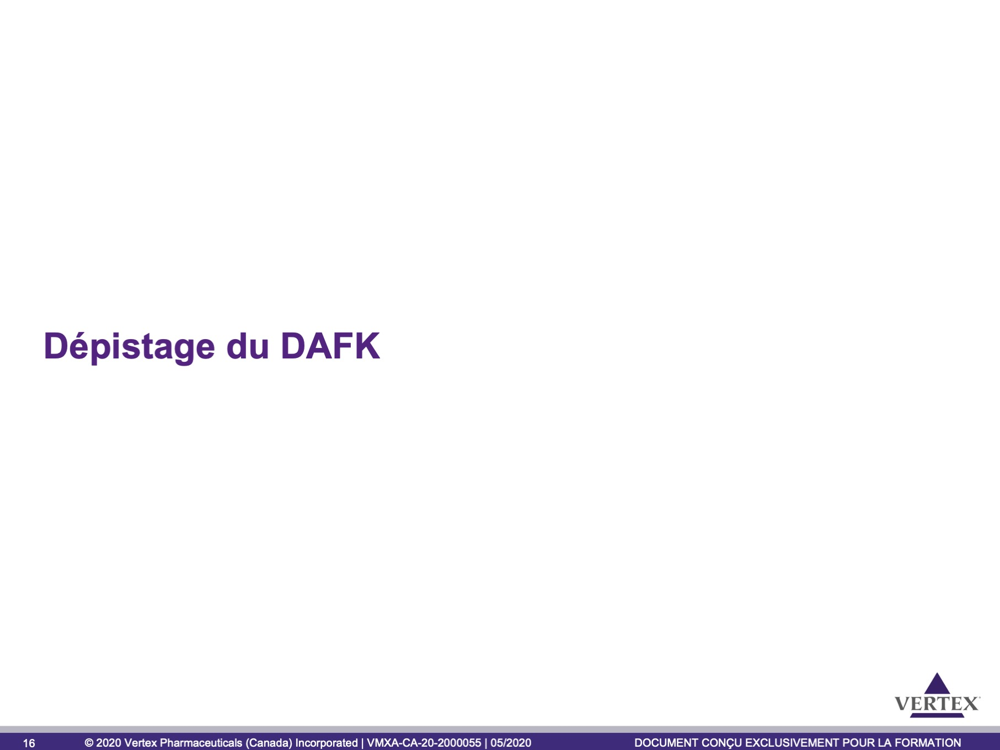 Dépistage du DAFK
VERTEX
16 © 2020 Vertex Pharmaceuticals (Canada) Incorporated | VMXA-CA-20-2000055 | 05/2020 DOCUMENT CONÇU EXCLUSIVEMENT POUR LA FORMATION